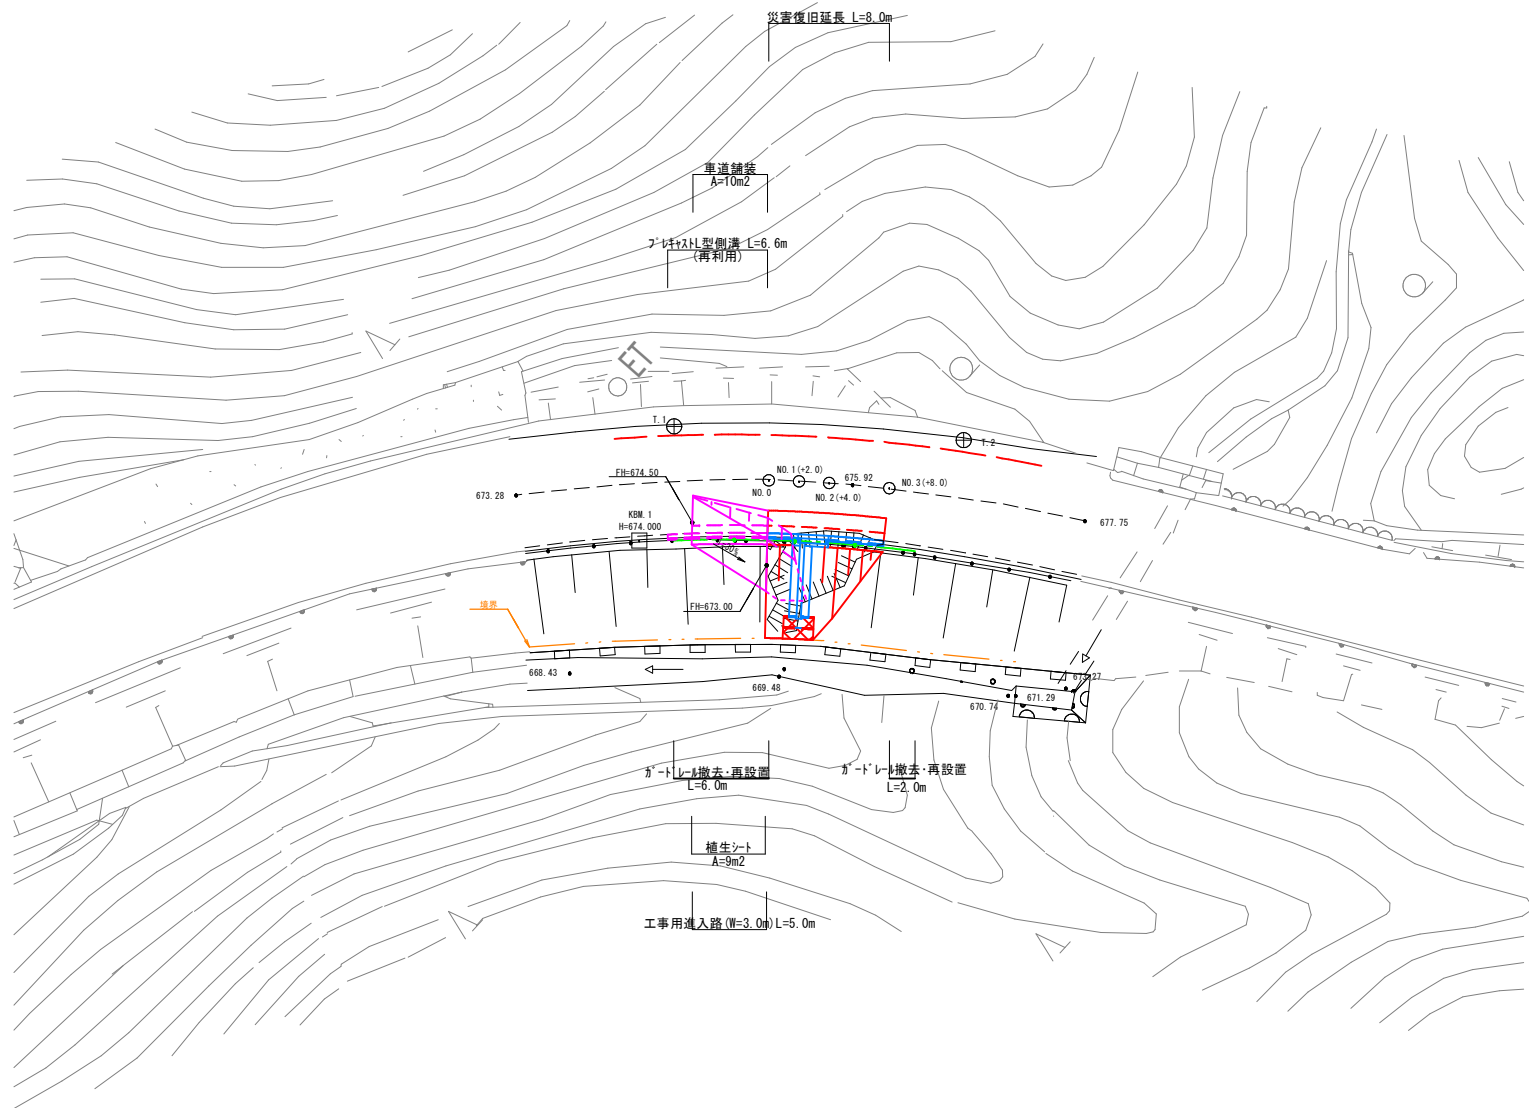 災害復旧延長 L=8.0m
車道舗装
A=10m2
ﾌﾟﾚｷｬｽﾄL型側溝 L=6.6m
(再利用)
ET
T.1
T.2
FH=674.50
NO.1(+2.0)
675.92
NO.0
NO.2(+4.0)
NO.3(+8.0)
673.28
KBM.1
H=674.000
677.75
境界
FH=673.00
668.43
669.48
670.74
671.29
ｶﾞｰﾄﾞﾚｰﾙ撤去･再設置
L=6.0m
ｶﾞｰﾄﾞﾚｰﾙ撤去･再設置
L=2.0m
植生ｼｰﾄ
A=9m2
工事用進入路(W=3.0m)L=5.0m